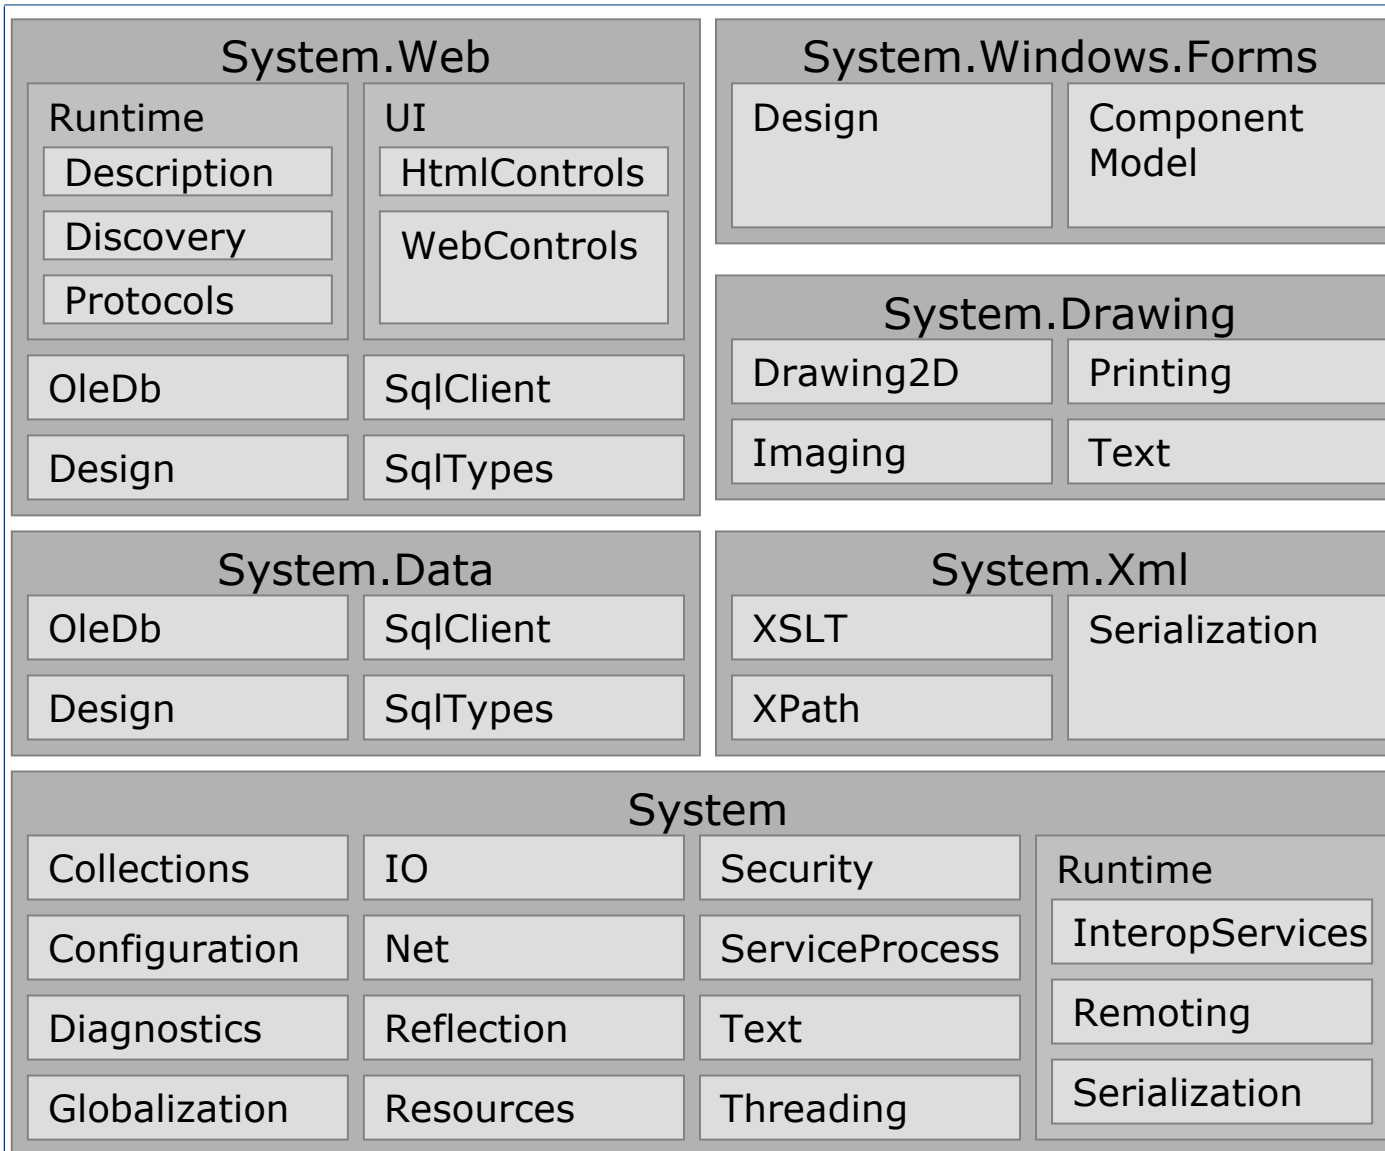 System.Web
Runtime
Description
Discovery
Protocols
UI
HtmlControls
WebControls
OleDb
SqlClient
Design
SqlTypes
System.Windows.Forms
Design
Component
Model
System.Drawing
Drawing2D
Printing
Imaging
Text
System.Data
OleDb
SqlClient
Design
SqlTypes
System.Xml
XSLT
XPath
Serialization
System
Collections
IO
Security
Configuration
Net
ServiceProcess
Diagnostics
Reflection
Text
Globalization
Resources
Threading
Runtime
InteropServices
Remoting
Serialization